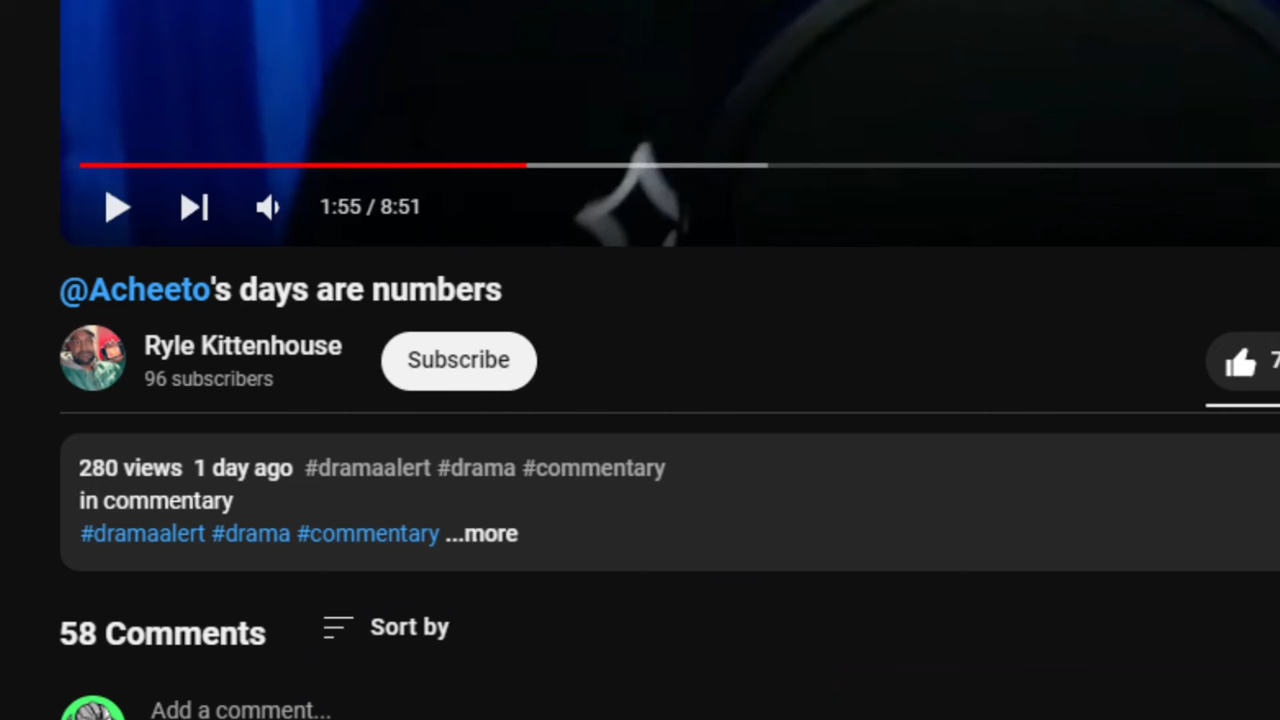 1:55 / 8:51
@Acheeto's days are numbers
Ryle Kittenhouse
96 subscribers
Subscribe
7
280 views 1 day ago #dramaalert #drama #commentary
in commentary
#dramaalert #drama #commentary ...more
58 Comments
Sort by
Add a comment...